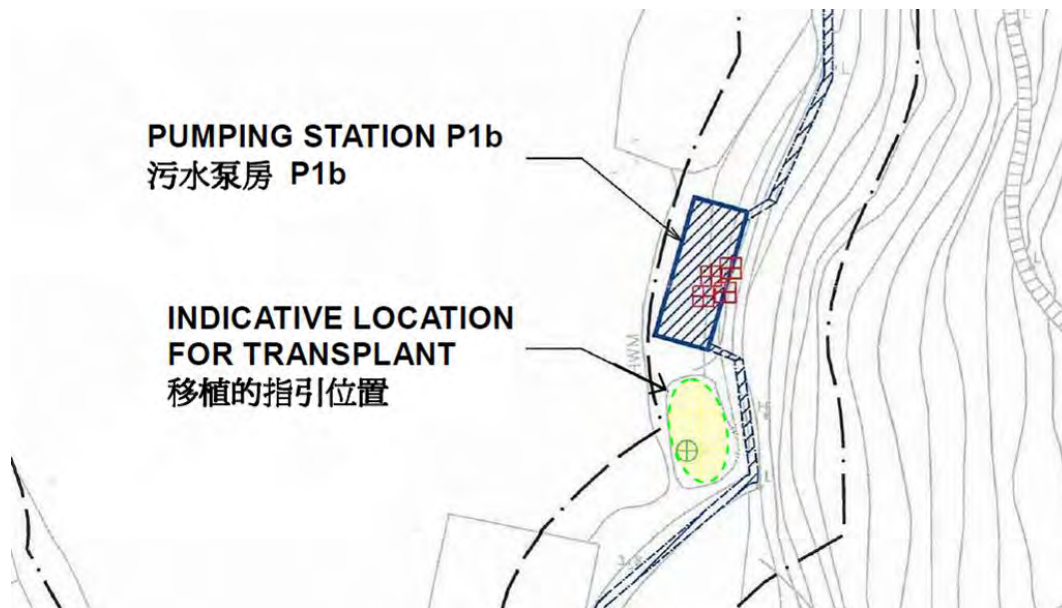 PUMPING STATION P1b
污水泵房 P1b
INDICATIVE LOCATION
FOR TRANSPLANT
移植的指引位置
HWM